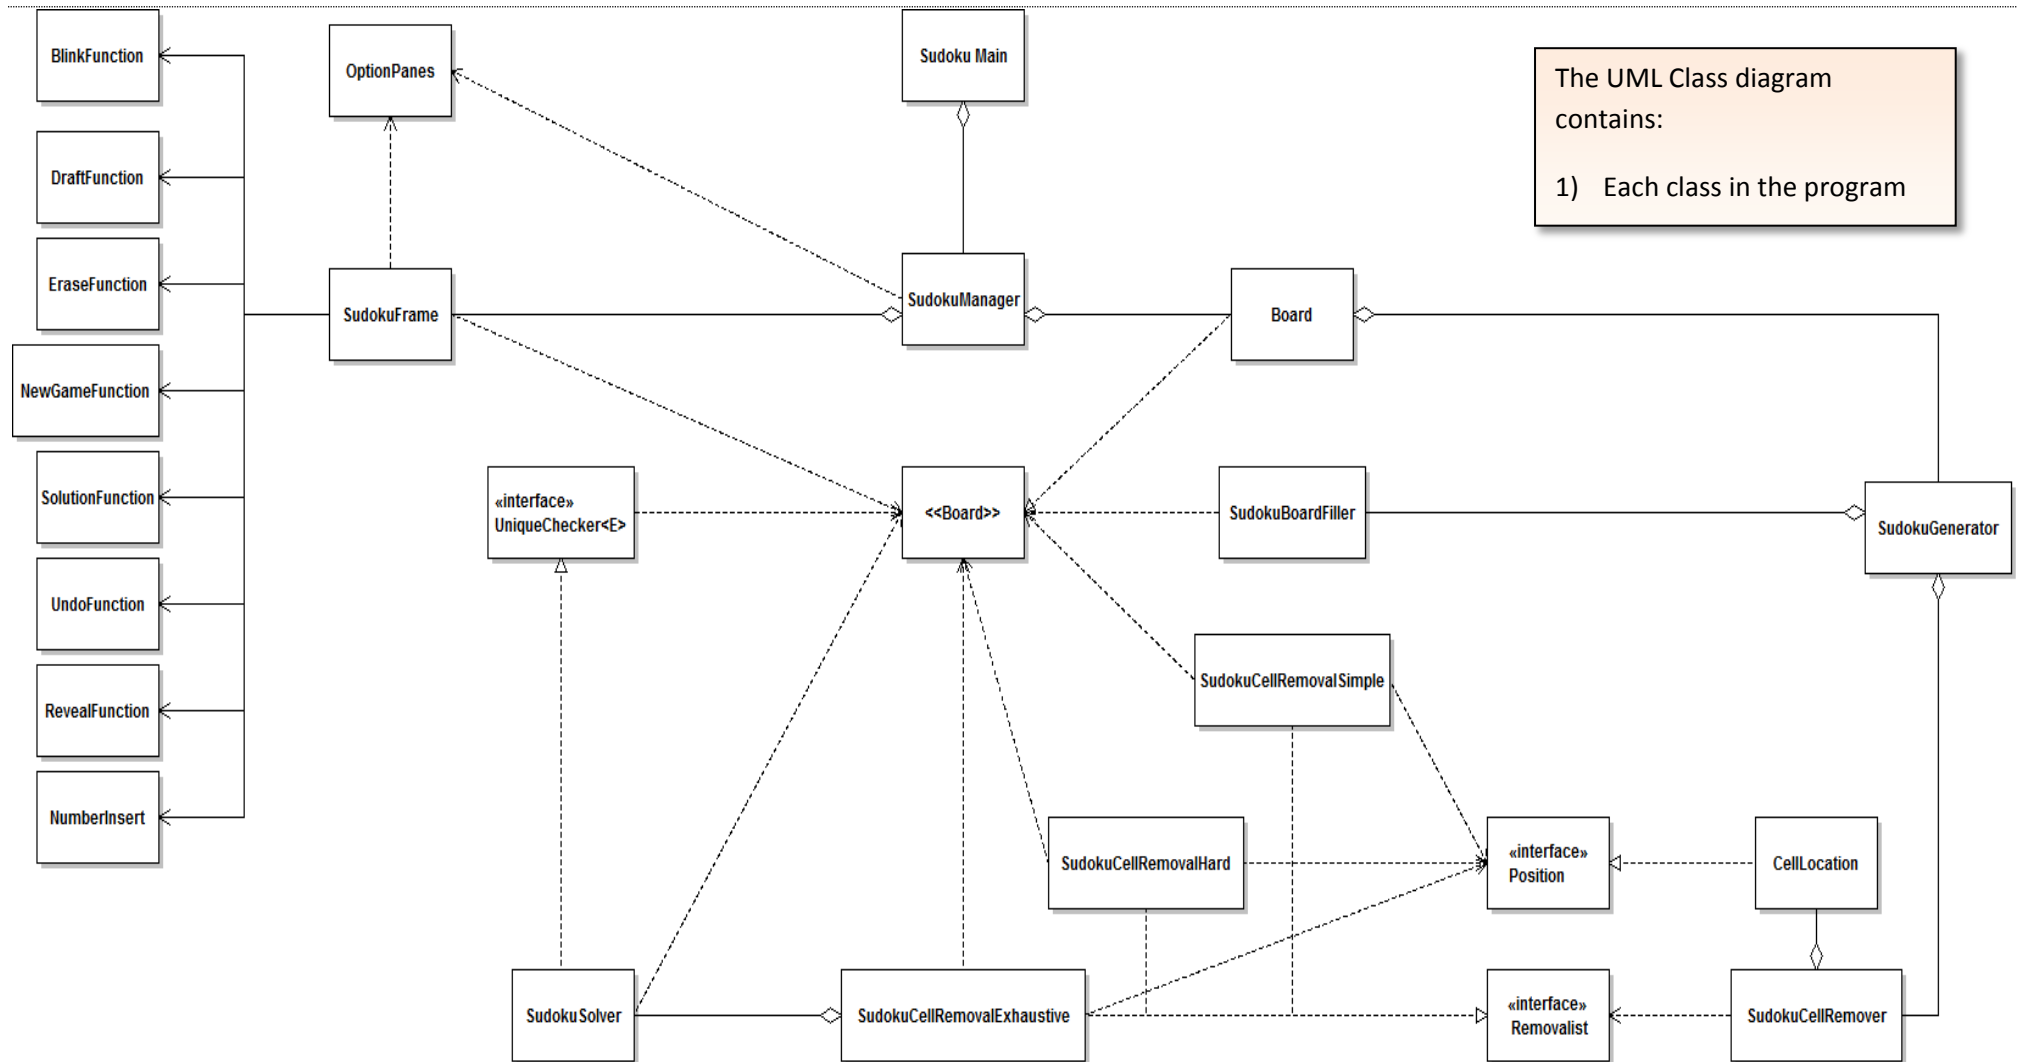 BlinkFunction
OptionPanes
Sudoku Main
The UML Class diagram
contains:
1) Each class in the program
DraftFunction
EraseFunction
SudokuFrame
SudokuManager
Board
NewGameFunction
SolutionFunction
«interface»
UniqueChecker<E>
<<Board>>
SudokuBoardFiller
SudokuGenerator
UndoFunction
RevealFunction
SudokuCellRemovalSimple
NumberInsert
SudokuCellRemovalHard
«interface»
Position
CellLocation
SudokuSolver
SudokuCellRemovalExhaustive
«interface»
Removalist
SudokuCellRemover